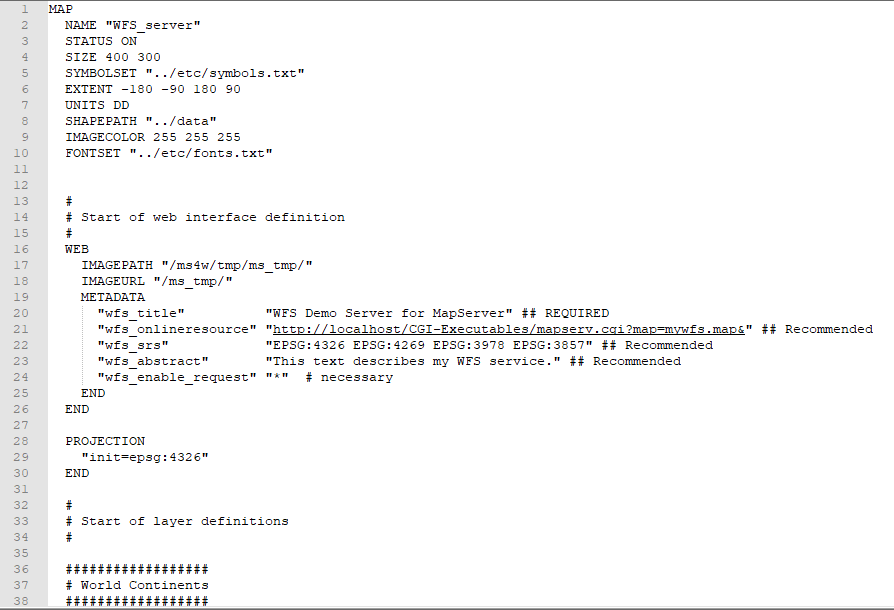 1 MAP
2 NAME "WFS_server"
3 STATUS ON
4 SIZE 400 300
5 SYMBOLSET "../etc/symbols.txt"
6 EXTENT -180 -90 180 90
7 UNITS DD
8 SHAPEPATH "../data"
9 IMAGECOLOR 255 255 255
10 FONTSET "../etc/fonts.txt"
11
12
13 #
14 # Start of web interface definition
15 #
16 WEB
17 IMAGEPATH "/ms4w/tmp/ms_tmp/"
18 IMAGEURL "/ms_tmp/"
19 METADATA
20 "wfs_title" "WFS Demo Server for MapServer" ## REQUIRED
21 "wfs_onlineresource" "http://localhost/CGI-Executables/mapserv.cgi?map=mywfs.map&" ## Recommended
22 "wfs_srs" "EPSG:4326 EPSG:4269 EPSG:3978 EPSG:3857" ## Recommended
23 "wfs_abstract" "This text describes my WFS service." ## Recommended
24 "wfs_enable_request" "*" # necessary
25 END
26 END
27
28 PROJECTION
29 "init=epsg:4326"
30 END
31
32 #
33 # Start of layer definitions
34 #
35
36 ##################
37 # World Continents
38 ##################